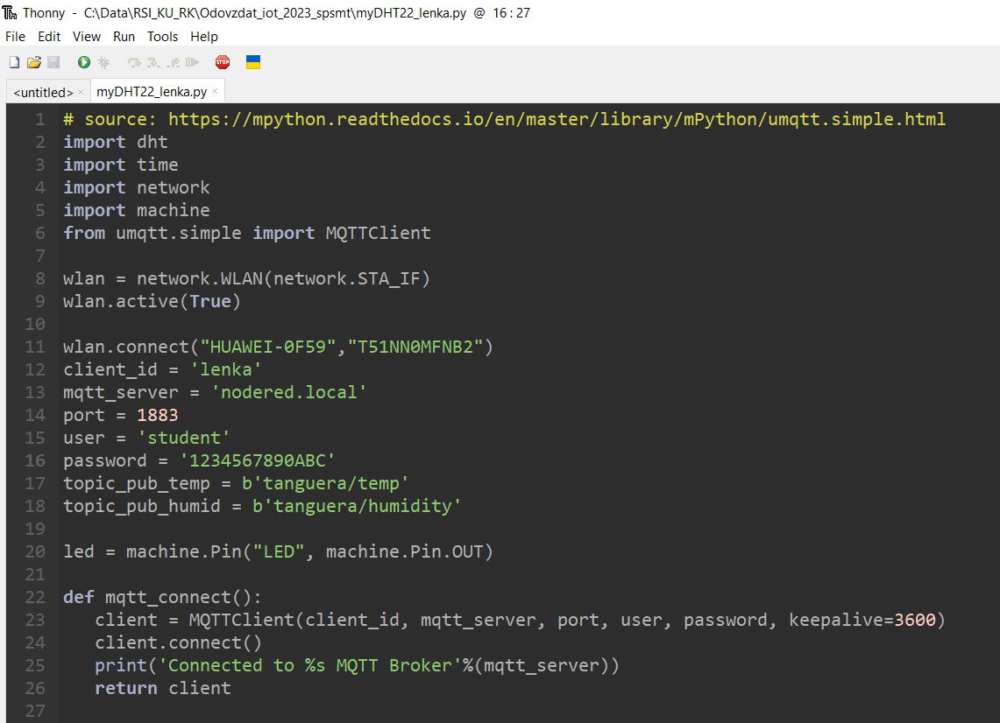 Thonny - C:\Data\RSI_KU_RK\Odovzdat_iot_2023_spsmt\myDHT22_lenka.py @ 16 : 27
File Edit View Run Tools Help
STOP
<untitled> × myDHT22_lenka.py ×
1 # source: https://mpython.readthedocs.io/en/master/library/mPython/umqtt.simple.html
2 import dht
3 import time
4 import network
5 import machine
6 from umqtt.simple import MQTTClient
7
8 wlan = network.WLAN(network.STA_IF)
9 wlan.active(True)
10
11 wlan.connect("HUAWEI-0F59","T51NN0MFNB2")
12 client_id = 'lenka'
13 mqtt_server = 'nodered.local'
14 port = 1883
15 user = 'student'
16 password = '1234567890ABC'
17 topic_pub_temp = b'tanguera/temp'
18 topic_pub_humid = b'tanguera/humidity'
19
20 led = machine.Pin("LED", machine.Pin.OUT)
21
22 def mqtt_connect():
23    client = MQTTClient(client_id, mqtt_server, port, user, password, keepalive=3600)
24    client.connect()
25    print('Connected to %s MQTT Broker'%(mqtt_server))
26    return client
27